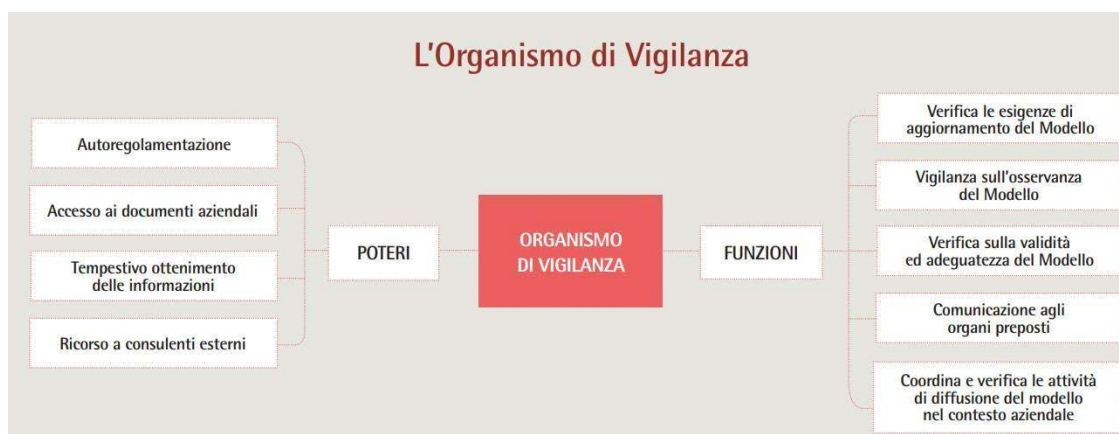 L'Organismo di Vigilanza
Autoregolamentazione
Accesso ai documenti aziendali
Tempestivo ottenimento
delle informazioni
Ricorso a consulenti esterni
POTERI
ORGANISMO
DI VIGILANZA
FUNZIONI
Verifica le esigenze di
aggiornamento del Modello
Vigilanza sull'osservanza
del Modello
Verifica sulla validità
ed adeguatezza del Modello
Comunicazione agli
organi preposti
Coordina e verifica le attività
di diffusione del modello
nel contesto aziendale